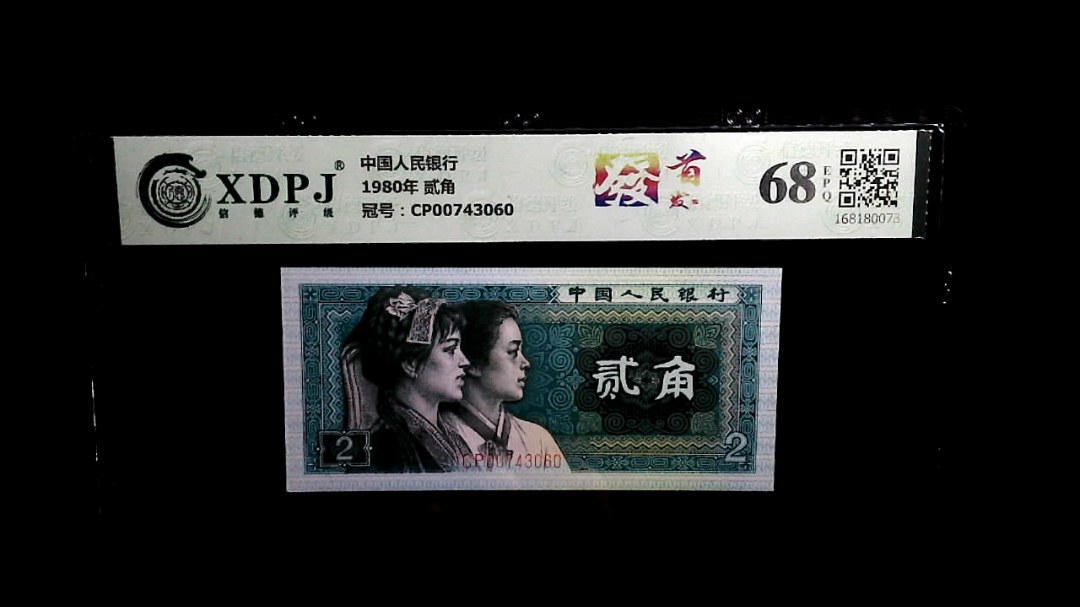 XDPJ®
信德评级
中国人民银行
1980年 贰角
冠号：CP00743060
發
首发
68
EPQ
168180073
中国人民银行
贰角
2
2
CP00743060